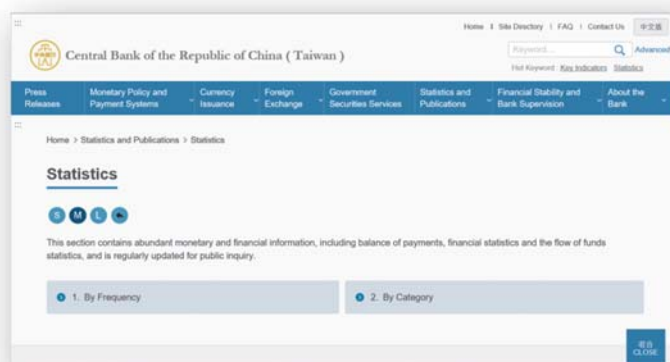 :::
Home | Site Directory | FAQ | Contact Us 中文版
Central Bank of the Republic of China ( Taiwan )
Keyword... Advanced
Hot Keyword : Key Indicators Statistics
Press Releases Monetary Policy and Payment Systems Currency Issuance Foreign Exchange Government Securities Services Statistics and Publications Financial Stability and Bank Supervision About the Bank
:::
Home > Statistics and Publications > Statistics
Statistics
S M L
This section contains abundant monetary and financial information, including balance of payments, financial statistics and the flow of funds
statistics, and is regularly updated for public inquiry.
1. By Frequency 2. By Category
CLOSE